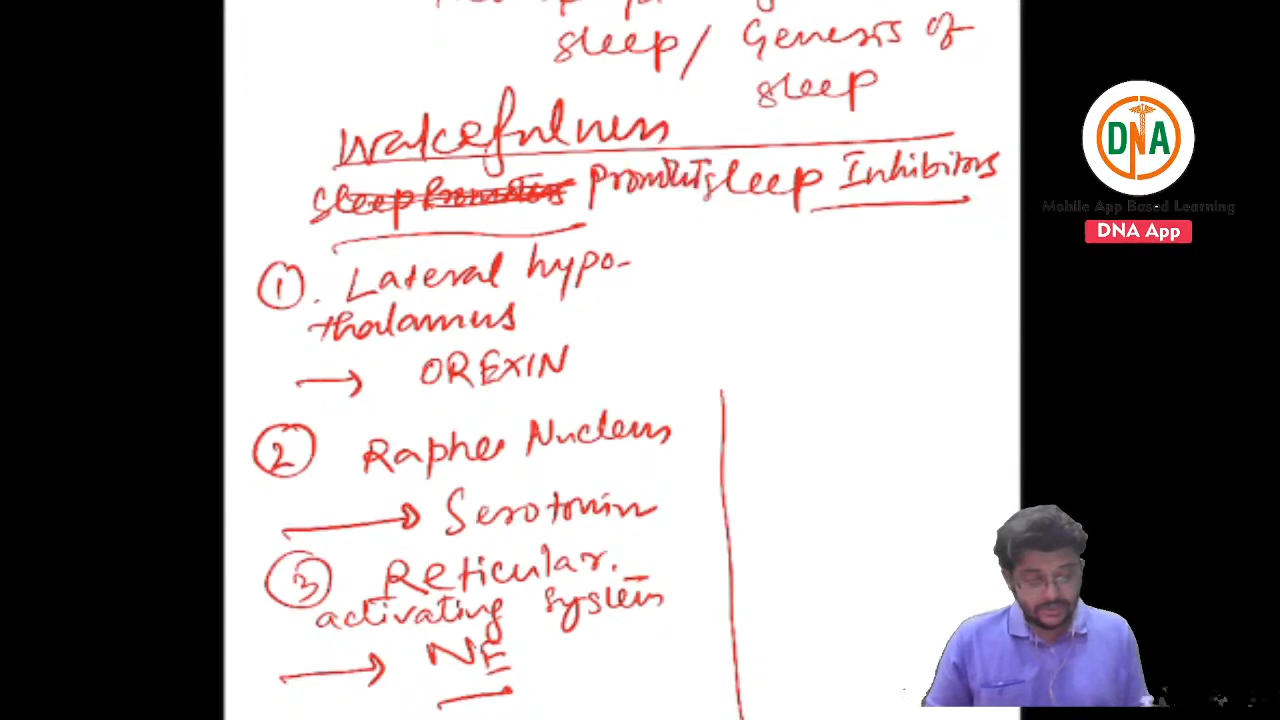 sleep / Genesis of
sleep
wakefulness
sleep Inhibitors
① . Lateral hypo-
thalamus
→ OREXIN
② Raphe Nucleus
→ Serotonin
③ Reticular.
activating system
→ NE
DNA
Mobile App Based Learning
DNA App